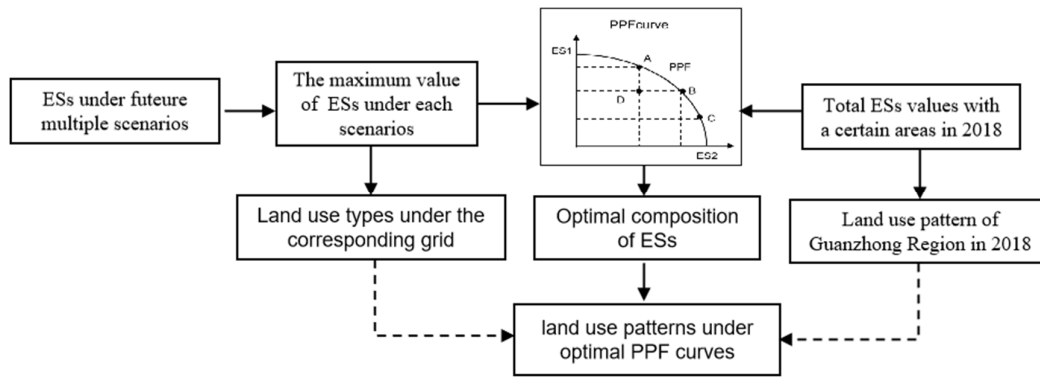 ESs under futeure
multiple scenarios
The maximum value
of ESs under each
scenarios
PPFcurve
ES1
A
PPF
D
B
C
ES2
Total ESs values with
a certain areas in 2018
Land use types under the
corresponding grid
Optimal composition
of ESs
Land use pattern of
Guanzhong Region in 2018
land use patterns under
optimal PPF curves